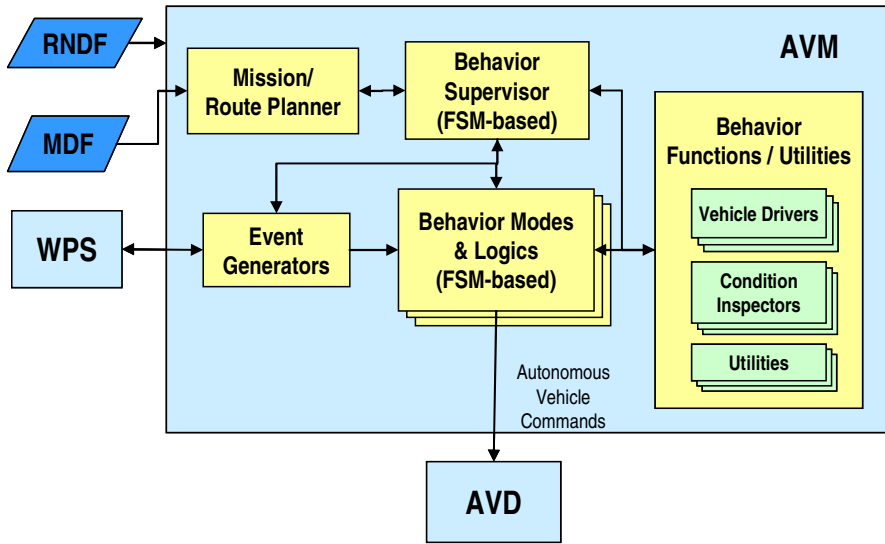 RNDF
MDF
WPS
AVM
Mission/
Route Planner
Behavior
Supervisor
(FSM-based)
Event
Generators
Behavior Modes
& Logics
(FSM-based)
Behavior
Functions / Utilities
Vehicle Drivers
Condition
Inspectors
Utilities
Autonomous
Vehicle
Commands
AVD